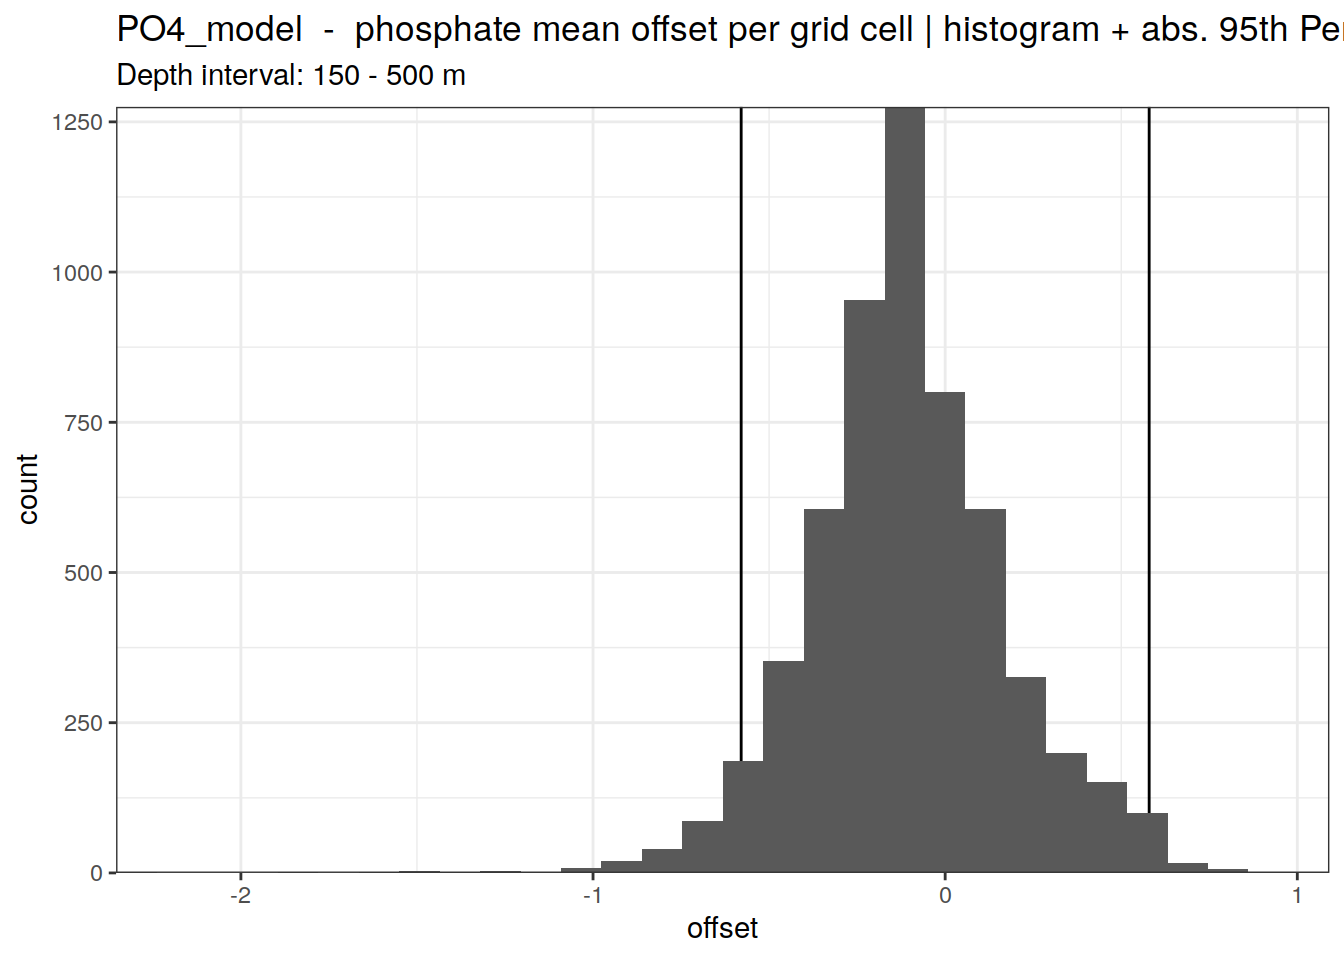 PO4_model  -  phosphate mean offset per grid cell | histogram + abs. 95th
Depth interval: 150 - 500 m
1250
1000
750
500
250
0
count
-2
-1
0
1
offset